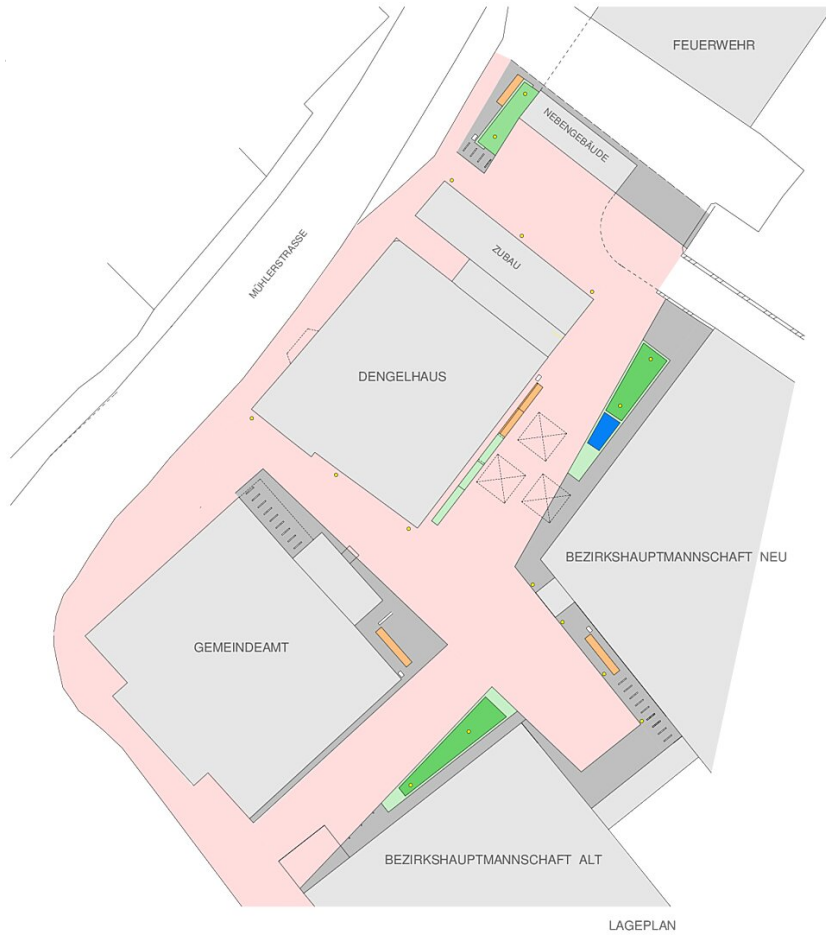 FEUERWEHR
NEBENGEBÄUDE
MÜHLERSTRASSE
ZUBAU
DENGELHAUS
BEZIRKSHAUPTMANNSCHAFT NEU
GEMEINDEAMT
BEZIRKSHAUPTMANNSCHAFT ALT
LAGEPLAN